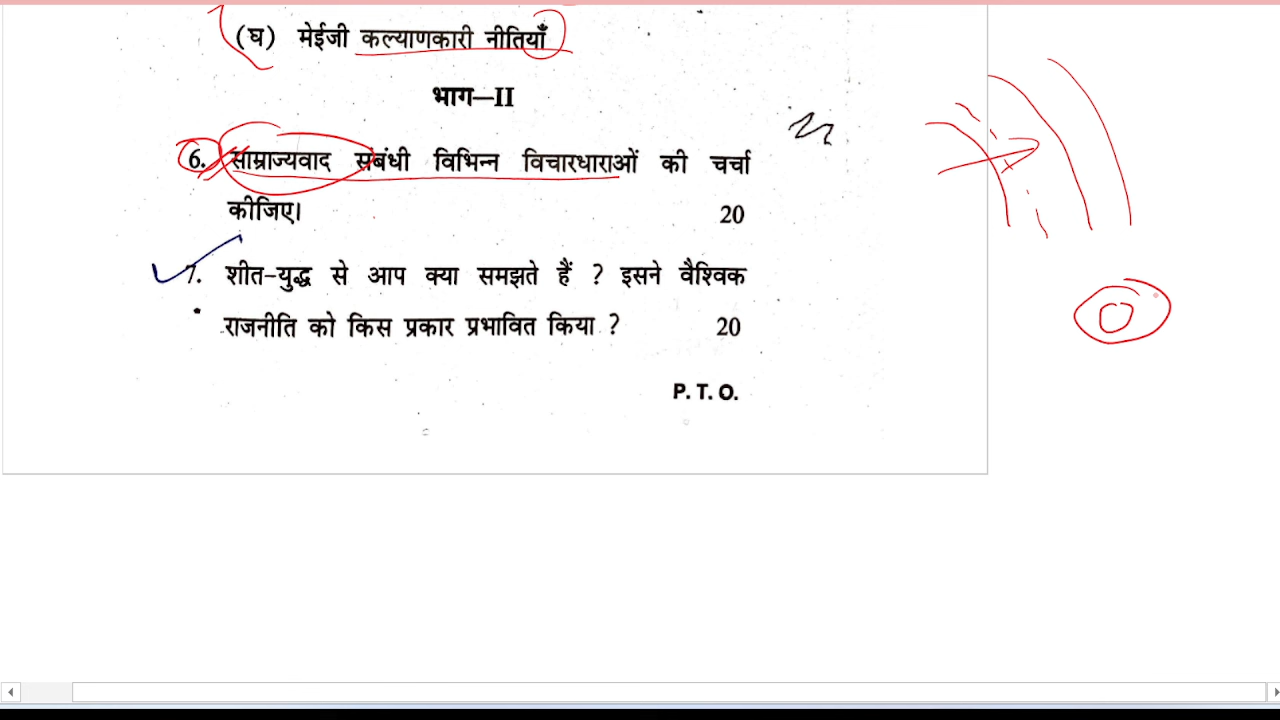 (घ) मेईजी कल्याणकारी नीतियाँ
भाग—II
6. साम्राज्यवाद संबंधी विभिन्न विचारधाराओं की चर्चा
कीजिए। 20
7. शीत-युद्ध से आप क्या समझते हैं ? इसने वैश्विक
राजनीति को किस प्रकार प्रभावित किया ? 20
P. T. O.